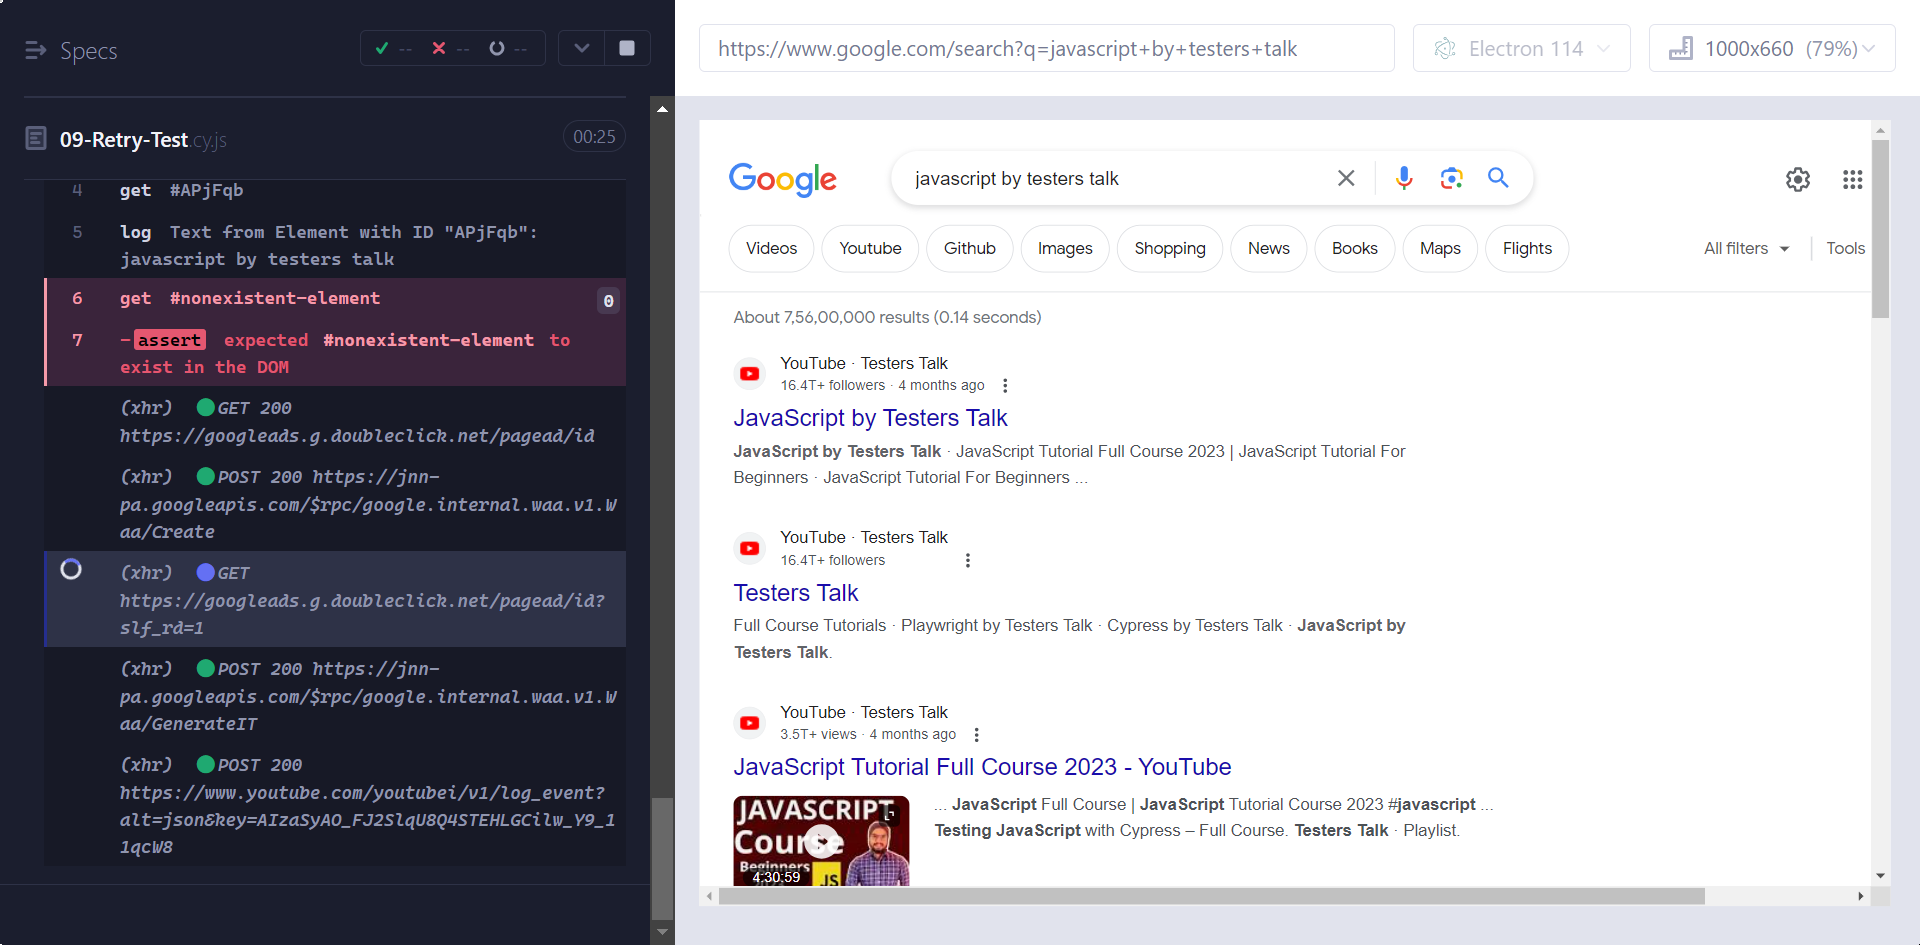 Specs
--
--
--
09-Retry-Test.cy.js
00:25
4 get #APjFqb
5 log Text from Element with ID "APjFqb":
javascript by testers talk
6 get #nonexistent-element 0
7 -assert expected #nonexistent-element to
exist in the DOM
(xhr) GET 200
https://googleads.g.doubleclick.net/pagead/id
(xhr) POST 200 https://jnn-
pa.googleapis.com/$rpc/google.internal.waa.v1.W
aa/Create
(xhr) GET
https://googleads.g.doubleclick.net/pagead/id?
slf_rd=1
(xhr) POST 200 https://jnn-
pa.googleapis.com/$rpc/google.internal.waa.v1.W
aa/GenerateIT
(xhr) POST 200
https://www.youtube.com/youtubei/v1/log_event?
alt=json&key=AIzaSyAO_FJ2SlqU8Q4STEHLGCilw_Y9_1
1qcW8
https://www.google.com/search?q=javascript+by+testers+talk
Electron 114
1000x660 (79%)
Google
javascript by testers talk
Videos
Youtube
Github
Images
Shopping
News
Books
Maps
Flights
All filters
Tools
About 7,56,00,000 results (0.14 seconds)
YouTube · Testers Talk
16.4T+ followers · 4 months ago
JavaScript by Testers Talk
JavaScript by Testers Talk · JavaScript Tutorial Full Course 2023 | JavaScript Tutorial For
Beginners · JavaScript Tutorial For Beginners ...
YouTube · Testers Talk
16.4T+ followers
Testers Talk
Full Course Tutorials · Playwright by Testers Talk · Cypress by Testers Talk · JavaScript by
Testers Talk.
YouTube · Testers Talk
3.5T+ views · 4 months ago
JavaScript Tutorial Full Course 2023 - YouTube
JAVASCRIPT
Course
Beginners
JS
4:30:59
... JavaScript Full Course | JavaScript Tutorial Course 2023 #javascript ...
Testing JavaScript with Cypress – Full Course. Testers Talk · Playlist.